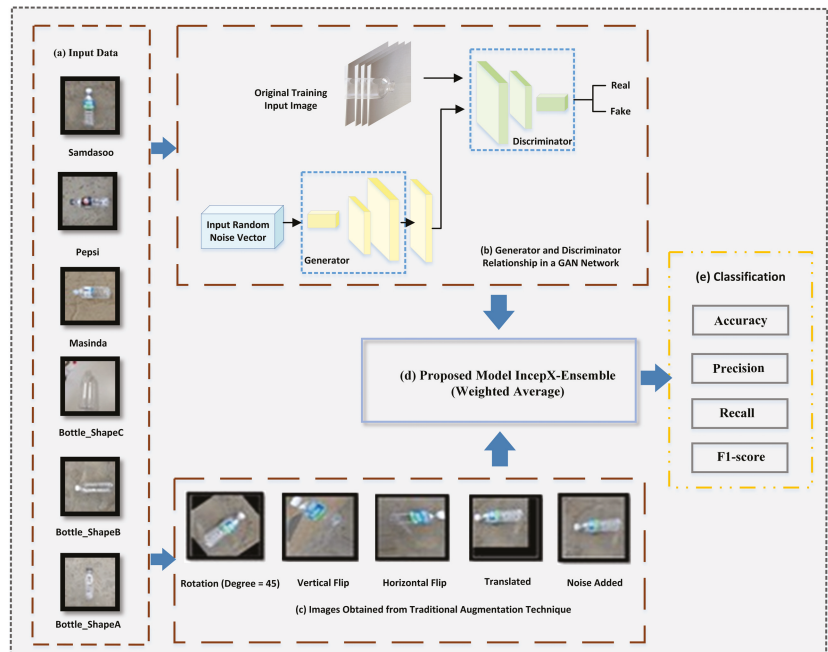 (a) Input Data
Samdasoo
Pepsi
Masinda
Bottle_ShapeC
Bottle_ShapeB
Bottle_ShapeA
Original Training
Input Image
Discriminator
Real
Fake
Input Random
Noise Vector
Generator
(b) Generator and Discriminator
Relationship in a GAN Network
(d) Proposed Model IncepX-Ensemble
(Weighted Average)
Rotation (Degree = 45)
Vertical Flip
Horizontal Flip
Translated
Noise Added
(c) Images Obtained from Traditional Augmentation Technique
(e) Classification
Accuracy
Precision
Recall
F1-score